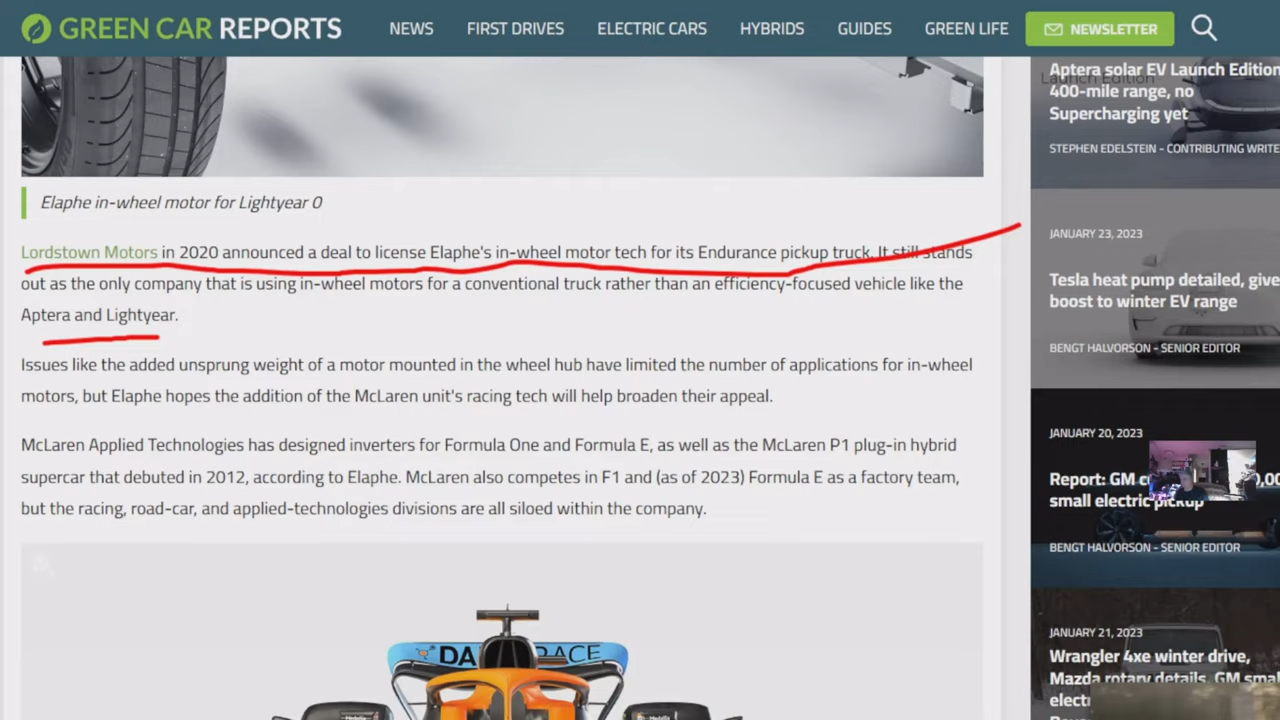 GREEN CAR REPORTS
NEWS
FIRST DRIVES
ELECTRIC CARS
HYBRIDS
GUIDES
GREEN LIFE
NEWSLETTER
Elaphe in-wheel motor for Lightyear 0
Lordstown Motors in 2020 announced a deal to license Elaphe's in-wheel motor tech for its Endurance pickup truck. It still stands
out as the only company that is using in-wheel motors for a conventional truck rather than an efficiency-focused vehicle like the
Aptera and Lightyear.
Issues like the added unsprung weight of a motor mounted in the wheel hub have limited the number of applications for in-wheel
motors, but Elaphe hopes the addition of the McLaren unit's racing tech will help broaden their appeal.
McLaren Applied Technologies has designed inverters for Formula One and Formula E, as well as the McLaren P1 plug-in hybrid
supercar that debuted in 2012, according to Elaphe. McLaren also competes in F1 and (as of 2023) Formula E as a factory team,
but the racing, road-car, and applied-technologies divisions are all siloed within the company.
DA RACE
Aptera solar EV Launch Edition
Launch Edition
400-mile range, no
Supercharging yet
STEPHEN EDELSTEIN - CONTRIBUTING WRITE
JANUARY 23, 2023
Tesla heat pump detailed, give
boost to winter EV range
BENGT HALVORSON - SENIOR EDITOR
JANUARY 20, 2023
Report: GM
small electric pickup
BENGT HALVORSON - SENIOR EDITOR
JANUARY 21, 2023
Wrangler 4xe winter drive,
Mazda rotary details, GM smal
elect